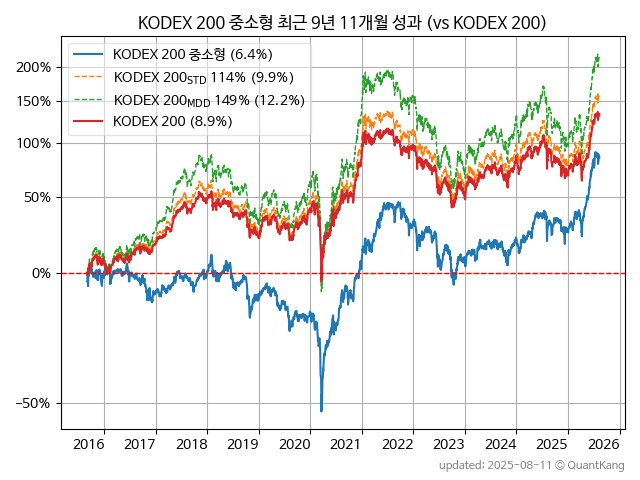 KODEX 200 중소형 최근 9년 11개월 성과 (vs KODEX 200)
KODEX 200 중소형 (6.4%)
KODEX 200STD 114% (9.9%)
KODEX 200MDD 149% (12.2%)
KODEX 200 (8.9%)
200%
150%
100%
50%
0%
−50%
2016 2017 2018 2019 2020 2021 2022 2023 2024 2025 2026
updated: 2025-08-11 © QuantKang